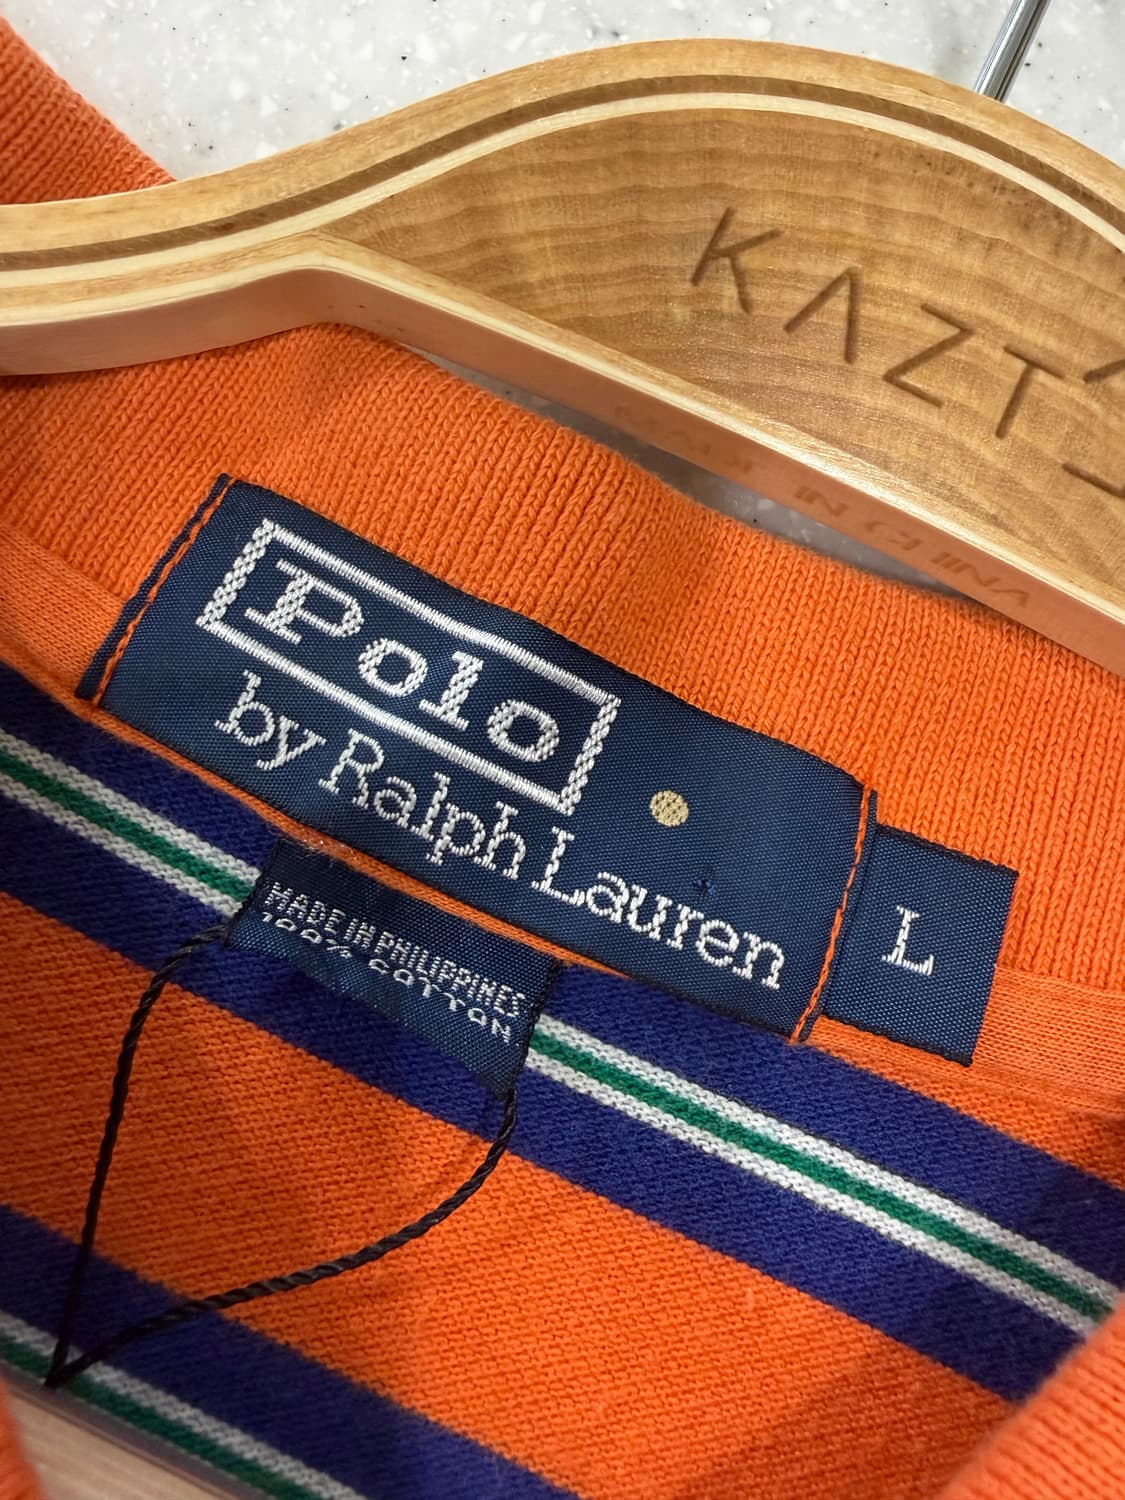 KAZT
MADE IN CHINA
Polo
by Ralph Lauren
L
MADE IN PHILIPPINES
100% COTTON